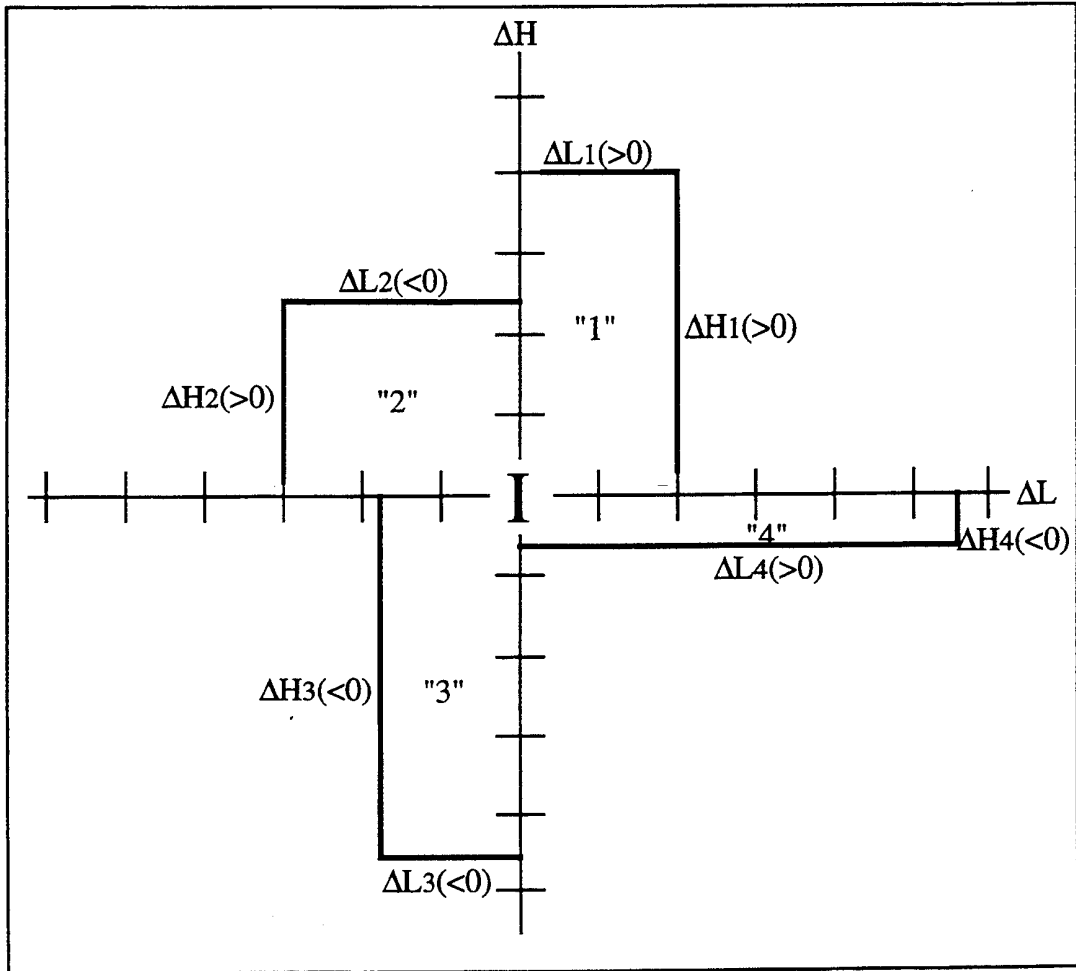 ΔH
ΔL1(>0)
ΔL2(<0)
"1"
ΔH1(>0)
ΔH2(>0)
"2"
I
ΔL
"4"
ΔH4(<0)
ΔL4(>0)
ΔH3(<0)
"3"
ΔL3(<0)